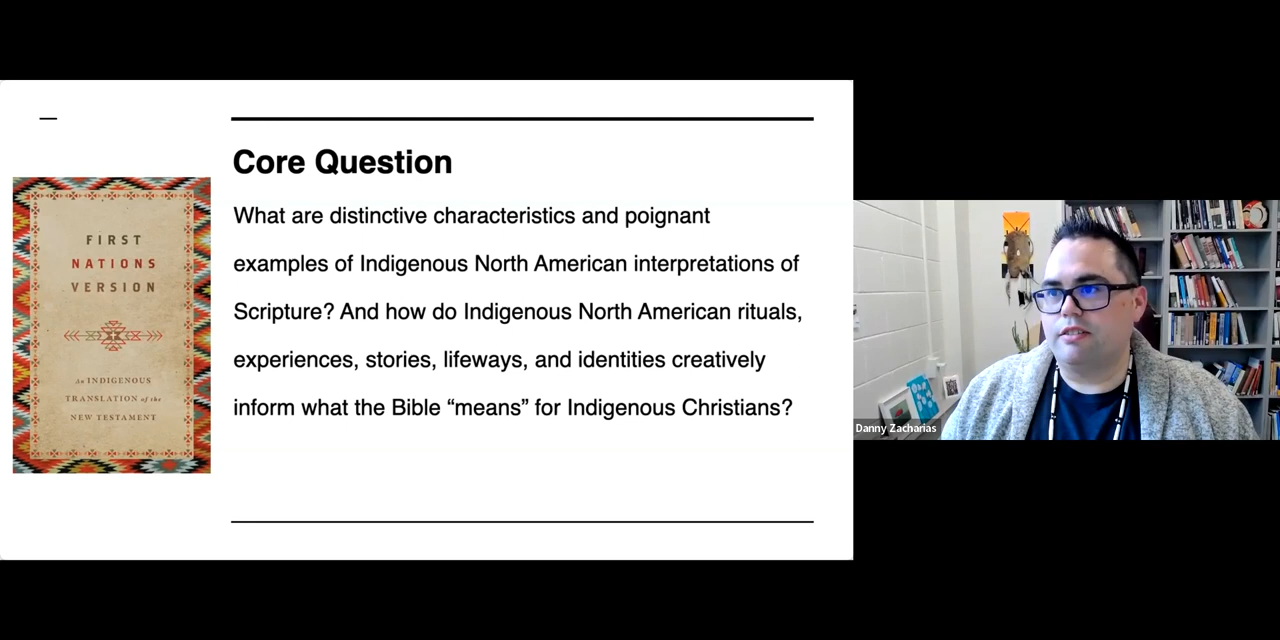 Core Question
What are distinctive characteristics and poignant
examples of Indigenous North American interpretations of
Scripture? And how do Indigenous North American rituals,
experiences, stories, lifeways, and identities creatively
inform what the Bible “means” for Indigenous Christians?
FIRST
NATIONS
VERSION
An INDIGENOUS
TRANSLATION of the
NEW TESTAMENT
Danny Zacharias